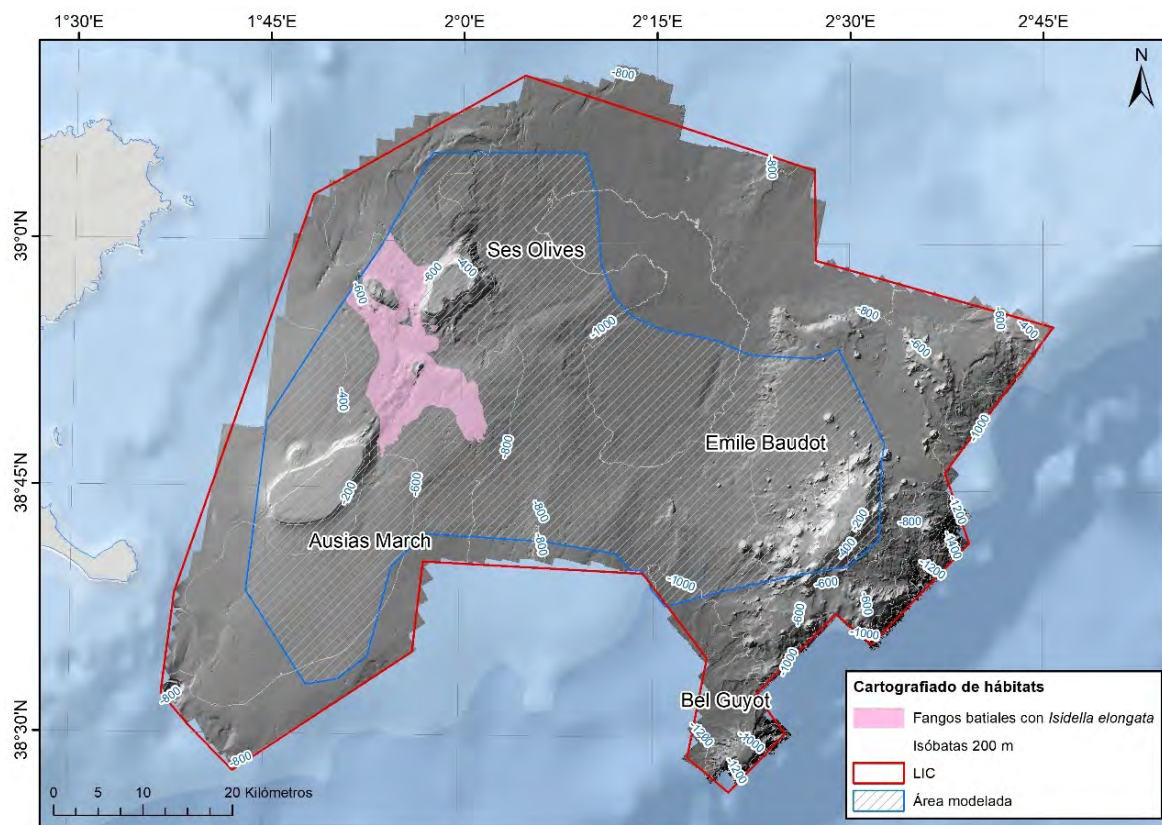 1°30'E 1°45'E 2°0'E 2°15'E 2°30'E 2°45'E
N
-800
-800
39°0'N
Ses Olives
-600
-400
-600
-1000
-800
-600
-400
-600
-400
-1000
Emile Baudot
-800
38°45'N
-200
-600
-200
-800
-1200
Ausias March
-800
-800
-400
-1400
-1200
-1000
-600
-600
-600
-1000
-1000
Bel Guyot
-800
38°30'N
-1200
-1000
-1200
-800
0 5 10 20 Kilómetros
Cartografiado de hábitats
Fangos batiales con Isidella elongata
Isóbatas 200 m
LIC
Área modelada